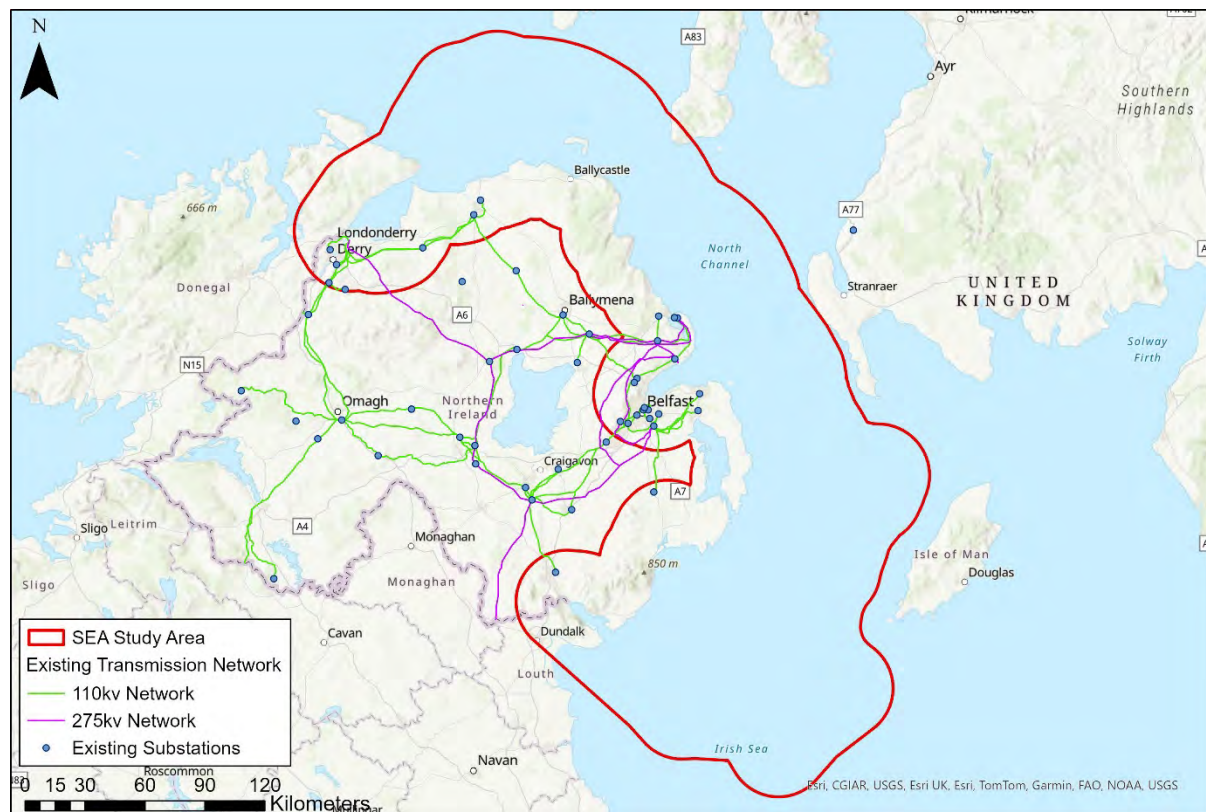 N
Kilmarnock
A83
Ayr
Southern
Highlands
Ballycastle
666 m
A77
Londonderry
Derry
North
Channel
Stranraer
UNITED
KINGDOM
Donegal
A6
Ballymena
Solway
Firth
N15
Omagh
Northern
Ireland
Belfast
Craigavon
A7
Sligo
Leitrim
A4
Monaghan
Isle of Man
Douglas
850 m
Sligo
Monaghan
Dundalk
Cavan
Louth
SEA Study Area
Existing Transmission Network
110kv Network
275kv Network
Existing Substations
Irish Sea
Navan
Roscommon
0 15 30 60 90 120
Kilometers
Esri, CGIAR, USGS, Esri UK, Esri, TomTom, Garmin, FAO, NOAA, USGS